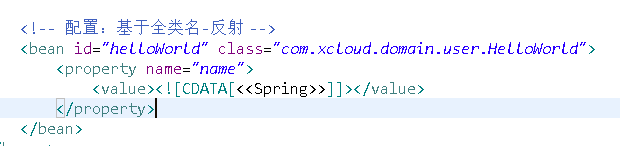 <!-- 配置：基于全类名-反射 -->
<bean id="helloWorld" class="com.xcloud.domain.user.HelloWorld">
<property name="name">
<value><![CDATA[<<Spring>>]]></value>
</property>
</bean>